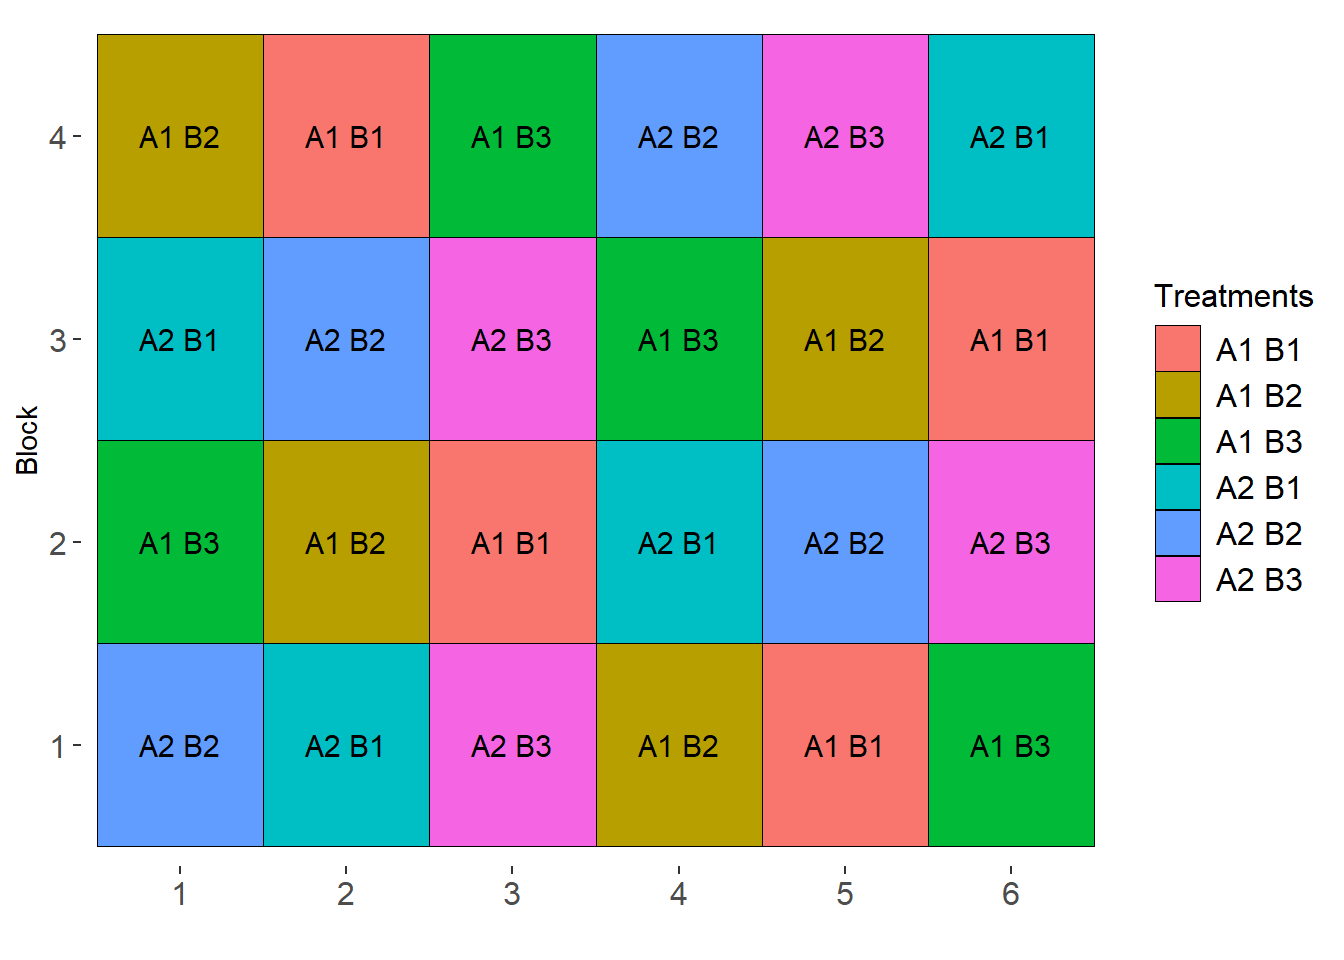 4 A1 B2 A1 B1 A1 B3 A2 B2 A2 B3 A2 B1
3 A2 B1 A2 B2 A2 B3 A1 B3 A1 B2 A1 B1
2 A1 B3 A1 B2 A1 B1 A2 B1 A2 B2 A2 B3
1 A2 B2 A2 B1 A2 B3 A1 B2 A1 B1 A1 B3
1 2 3 4 5 6
Block
Treatments
A1 B1
A1 B2
A1 B3
A2 B1
A2 B2
A2 B3